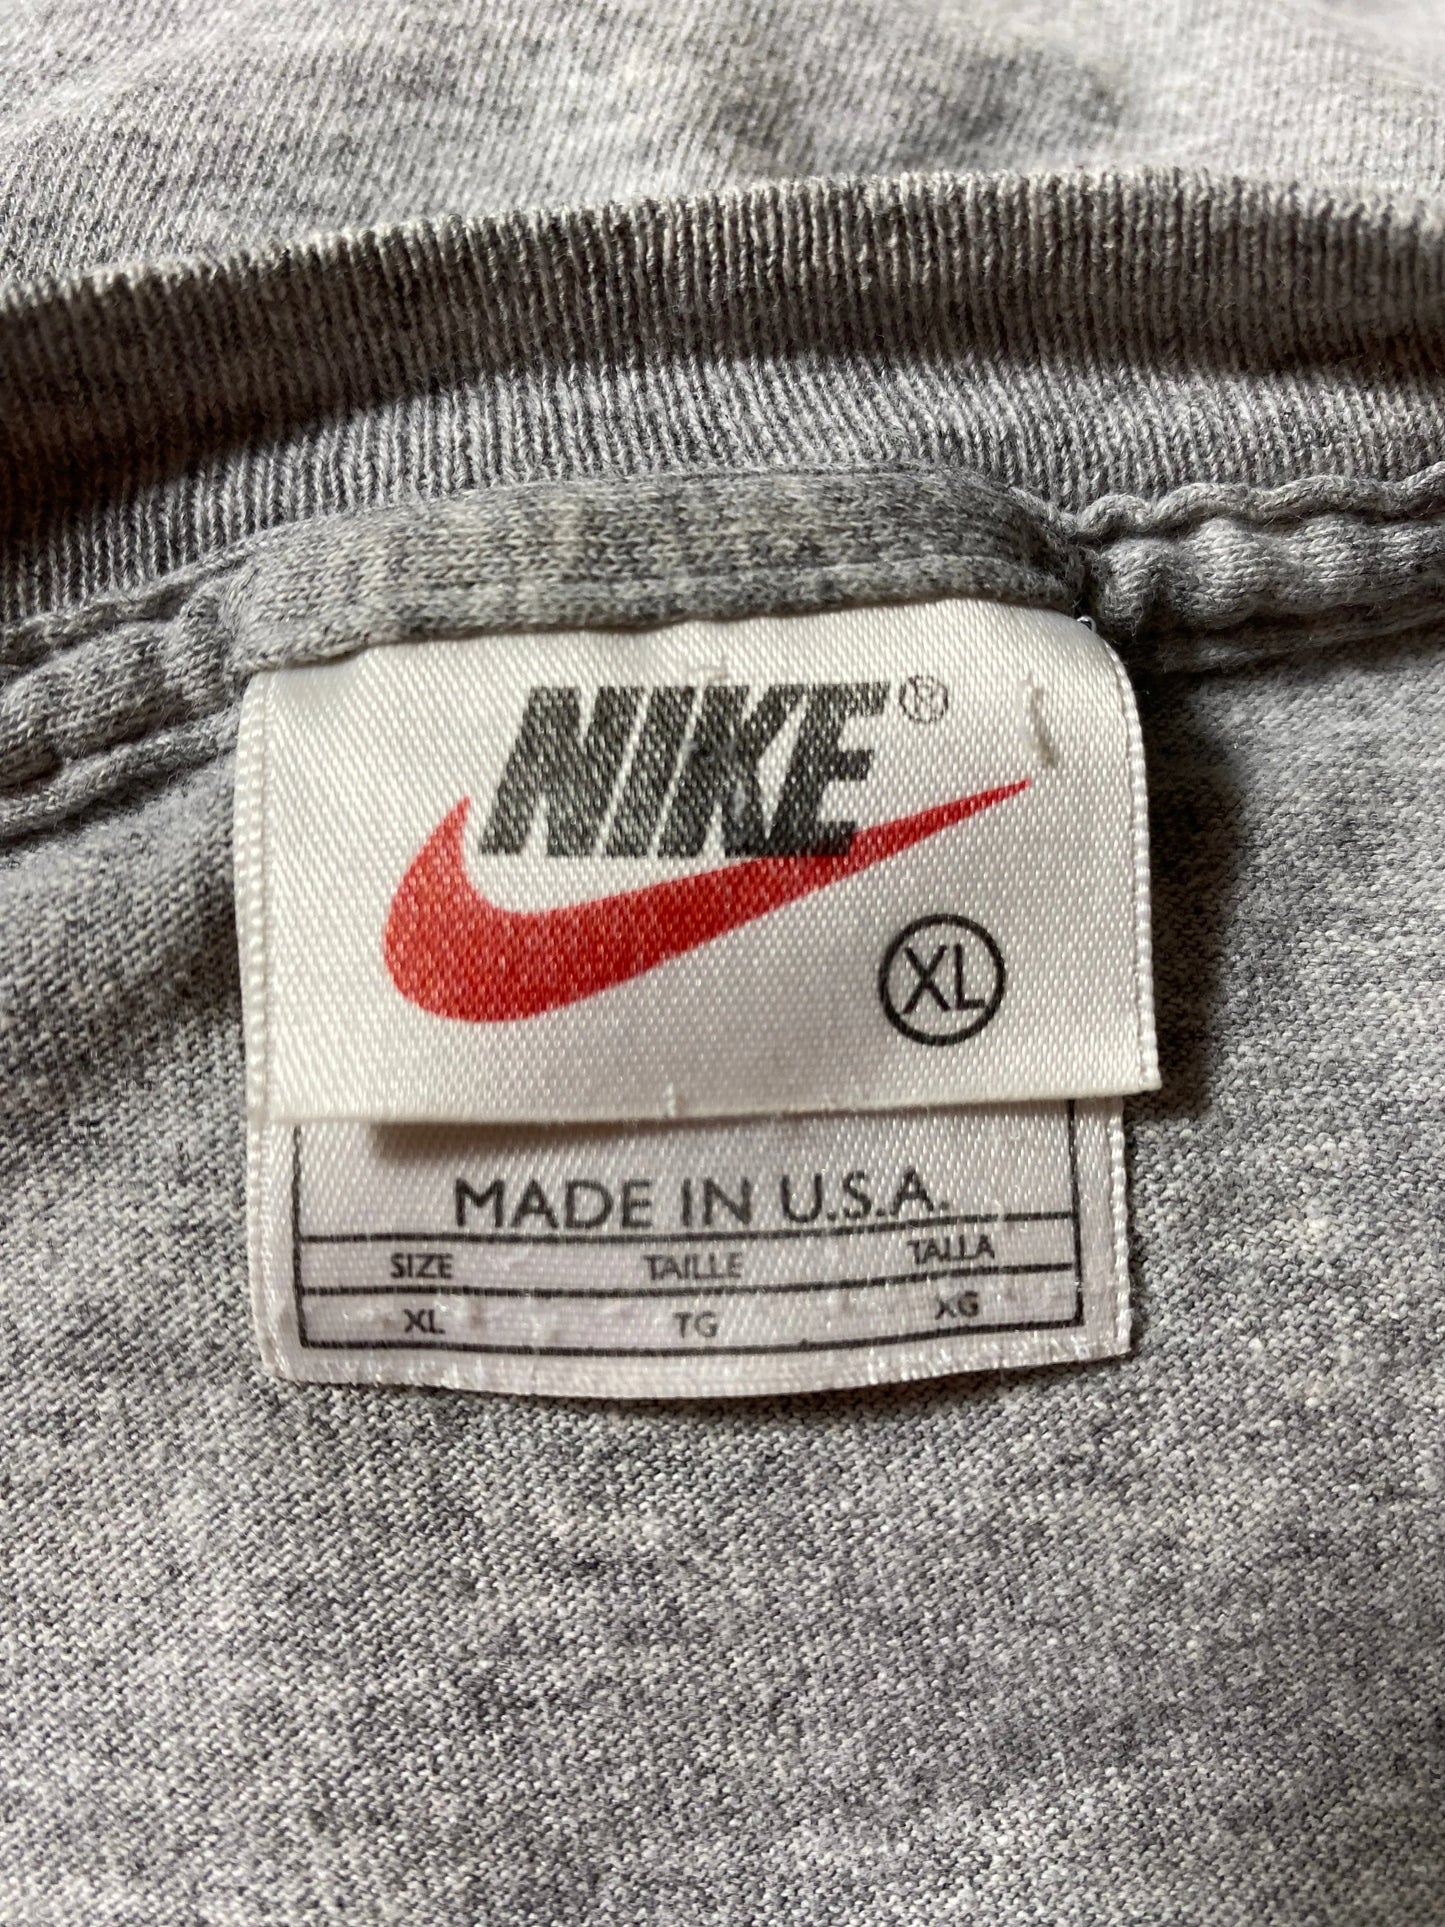 NIKE®
XL
MADE IN U.S.A.
SIZE TAILLE TALLA
XL TG XG